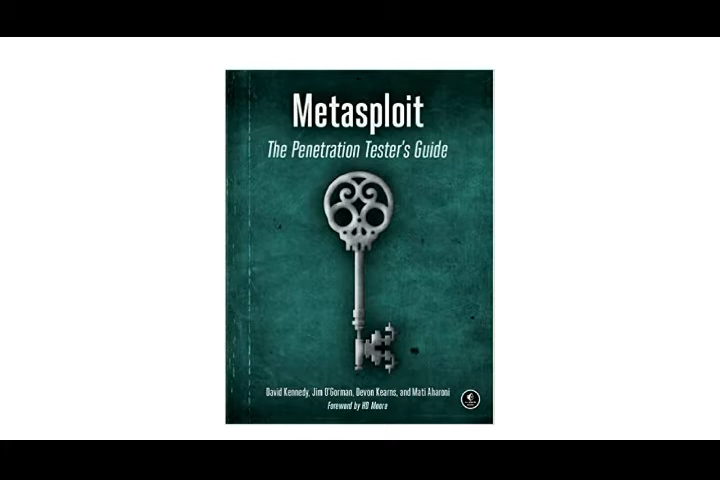 Metasploit
The Penetration Tester's Guide
David Kennedy, Jim O'Gorman, Devon Kearns, and Mati Aharoni
Foreword by HD Moore